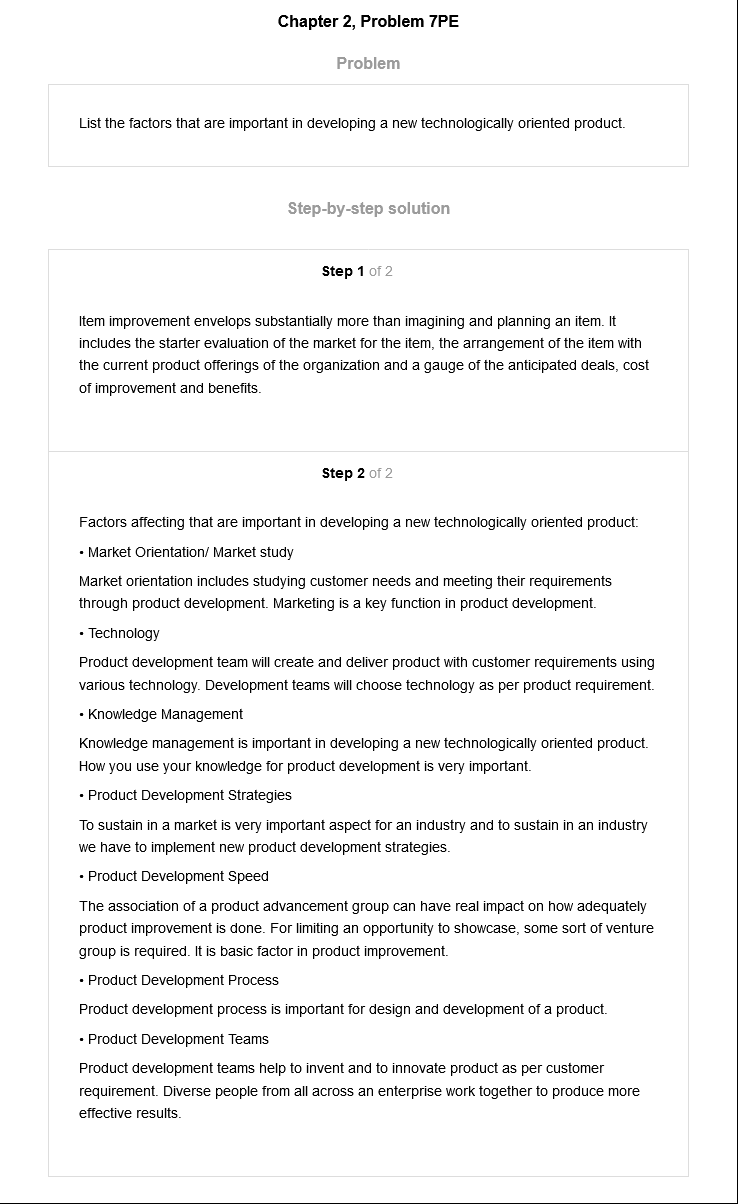 Chapter 2, Problem 7PE
Problem
List the factors that are important in developing a new technologically oriented product.
Step-by-step solution
Step 1 of 2
Item improvement envelops substantially more than imagining and planning an item. It
includes the starter evaluation of the market for the item, the arrangement of the item with
the current product offerings of the organization and a gauge of the anticipated deals, cost
of improvement and benefits.
Step 2 of 2
Factors affecting that are important in developing a new technologically oriented product:
• Market Orientation/ Market study
Market orientation includes studying customer needs and meeting their requirements
through product development. Marketing is a key function in product development.
• Technology
Product development team will create and deliver product with customer requirements using
various technology. Development teams will choose technology as per product requirement.
• Knowledge Management
Knowledge management is important in developing a new technologically oriented product.
How you use your knowledge for product development is very important.
• Product Development Strategies
To sustain in a market is very important aspect for an industry and to sustain in an industry
we have to implement new product development strategies.
• Product Development Speed
The association of a product advancement group can have real impact on how adequately
product improvement is done. For limiting an opportunity to showcase, some sort of venture
group is required. It is basic factor in product improvement.
• Product Development Process
Product development process is important for design and development of a product.
• Product Development Teams
Product development teams help to invent and to innovate product as per customer
requirement. Diverse people from all across an enterprise work together to produce more
effective results.